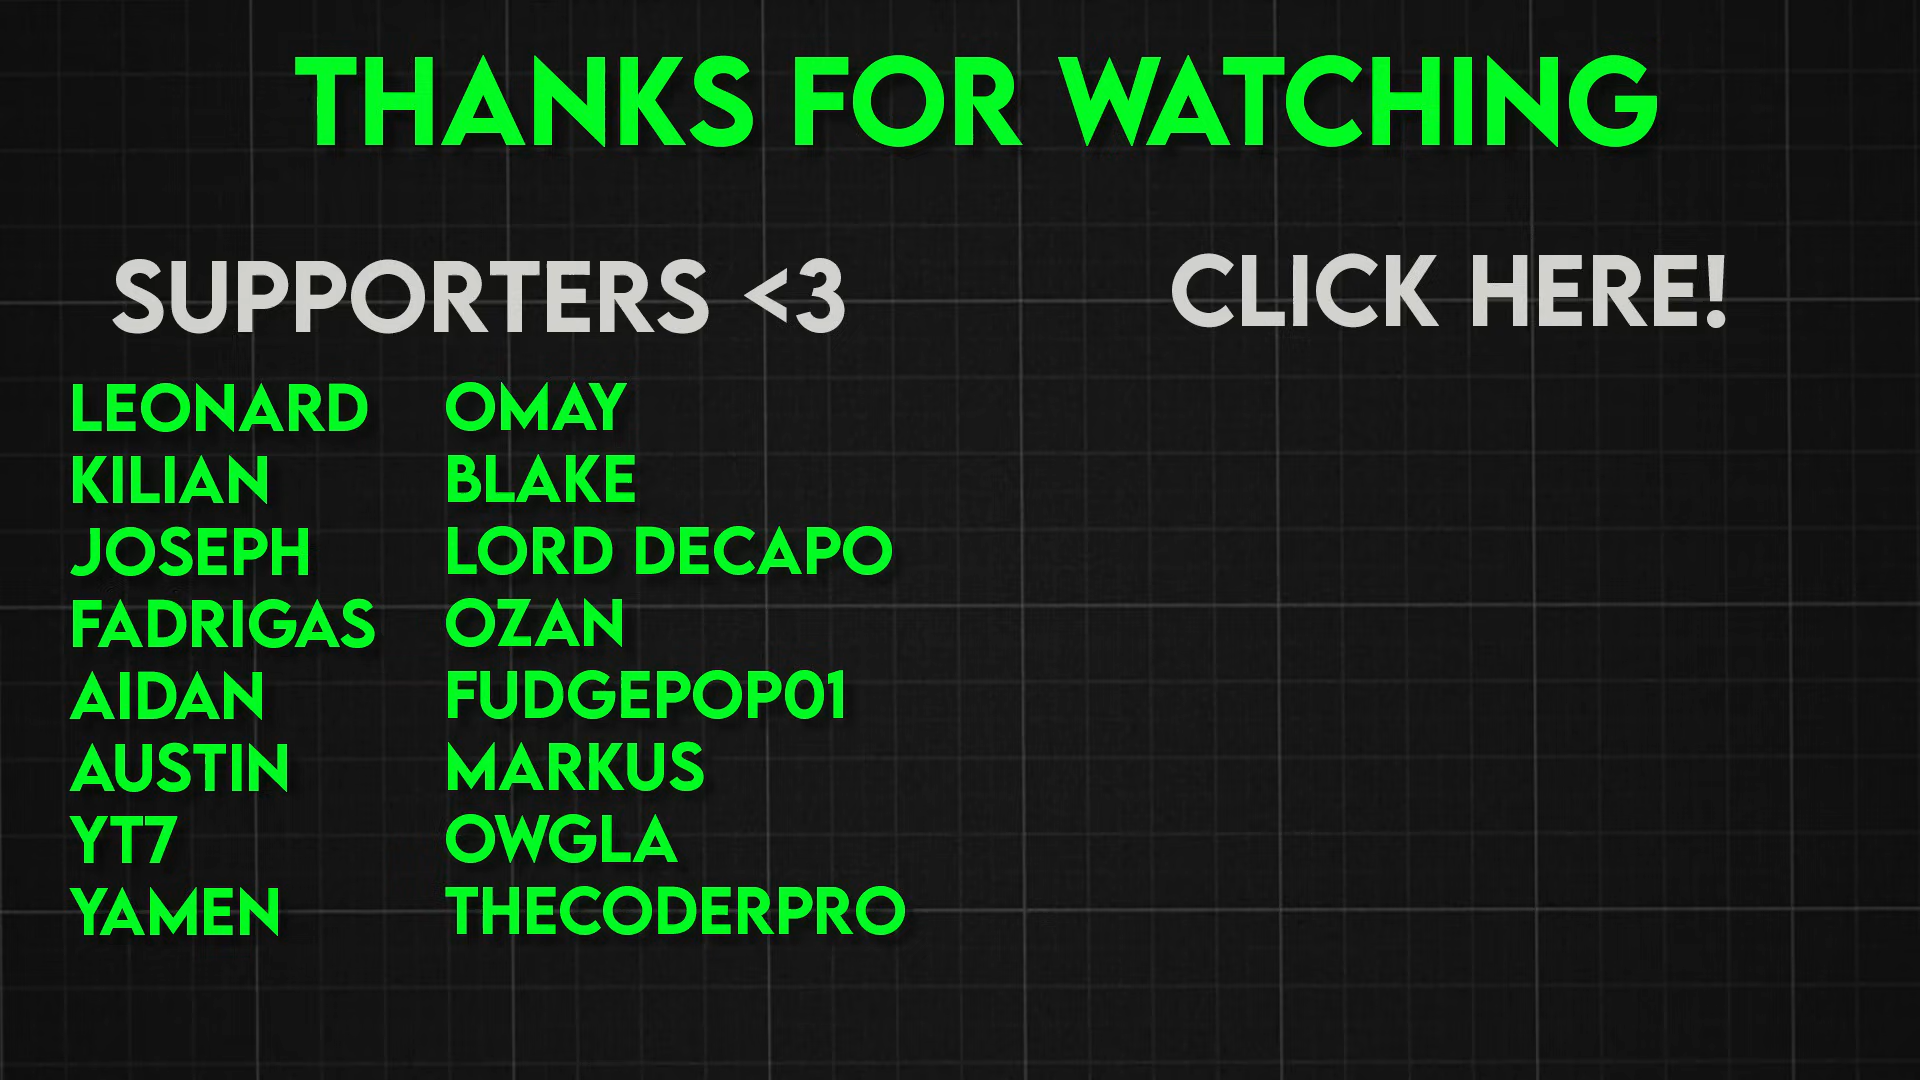 THANKS FOR WATCHING
SUPPORTERS <3
LEONARD
KILIAN
JOSEPH
FADRIGAS
AIDAN
AUSTIN
YT7
YAMEN
OMAY
BLAKE
LORD DECAPO
OZAN
FUDGEPOP01
MARKUS
OWGLA
THECODERPRO
CLICK HERE!